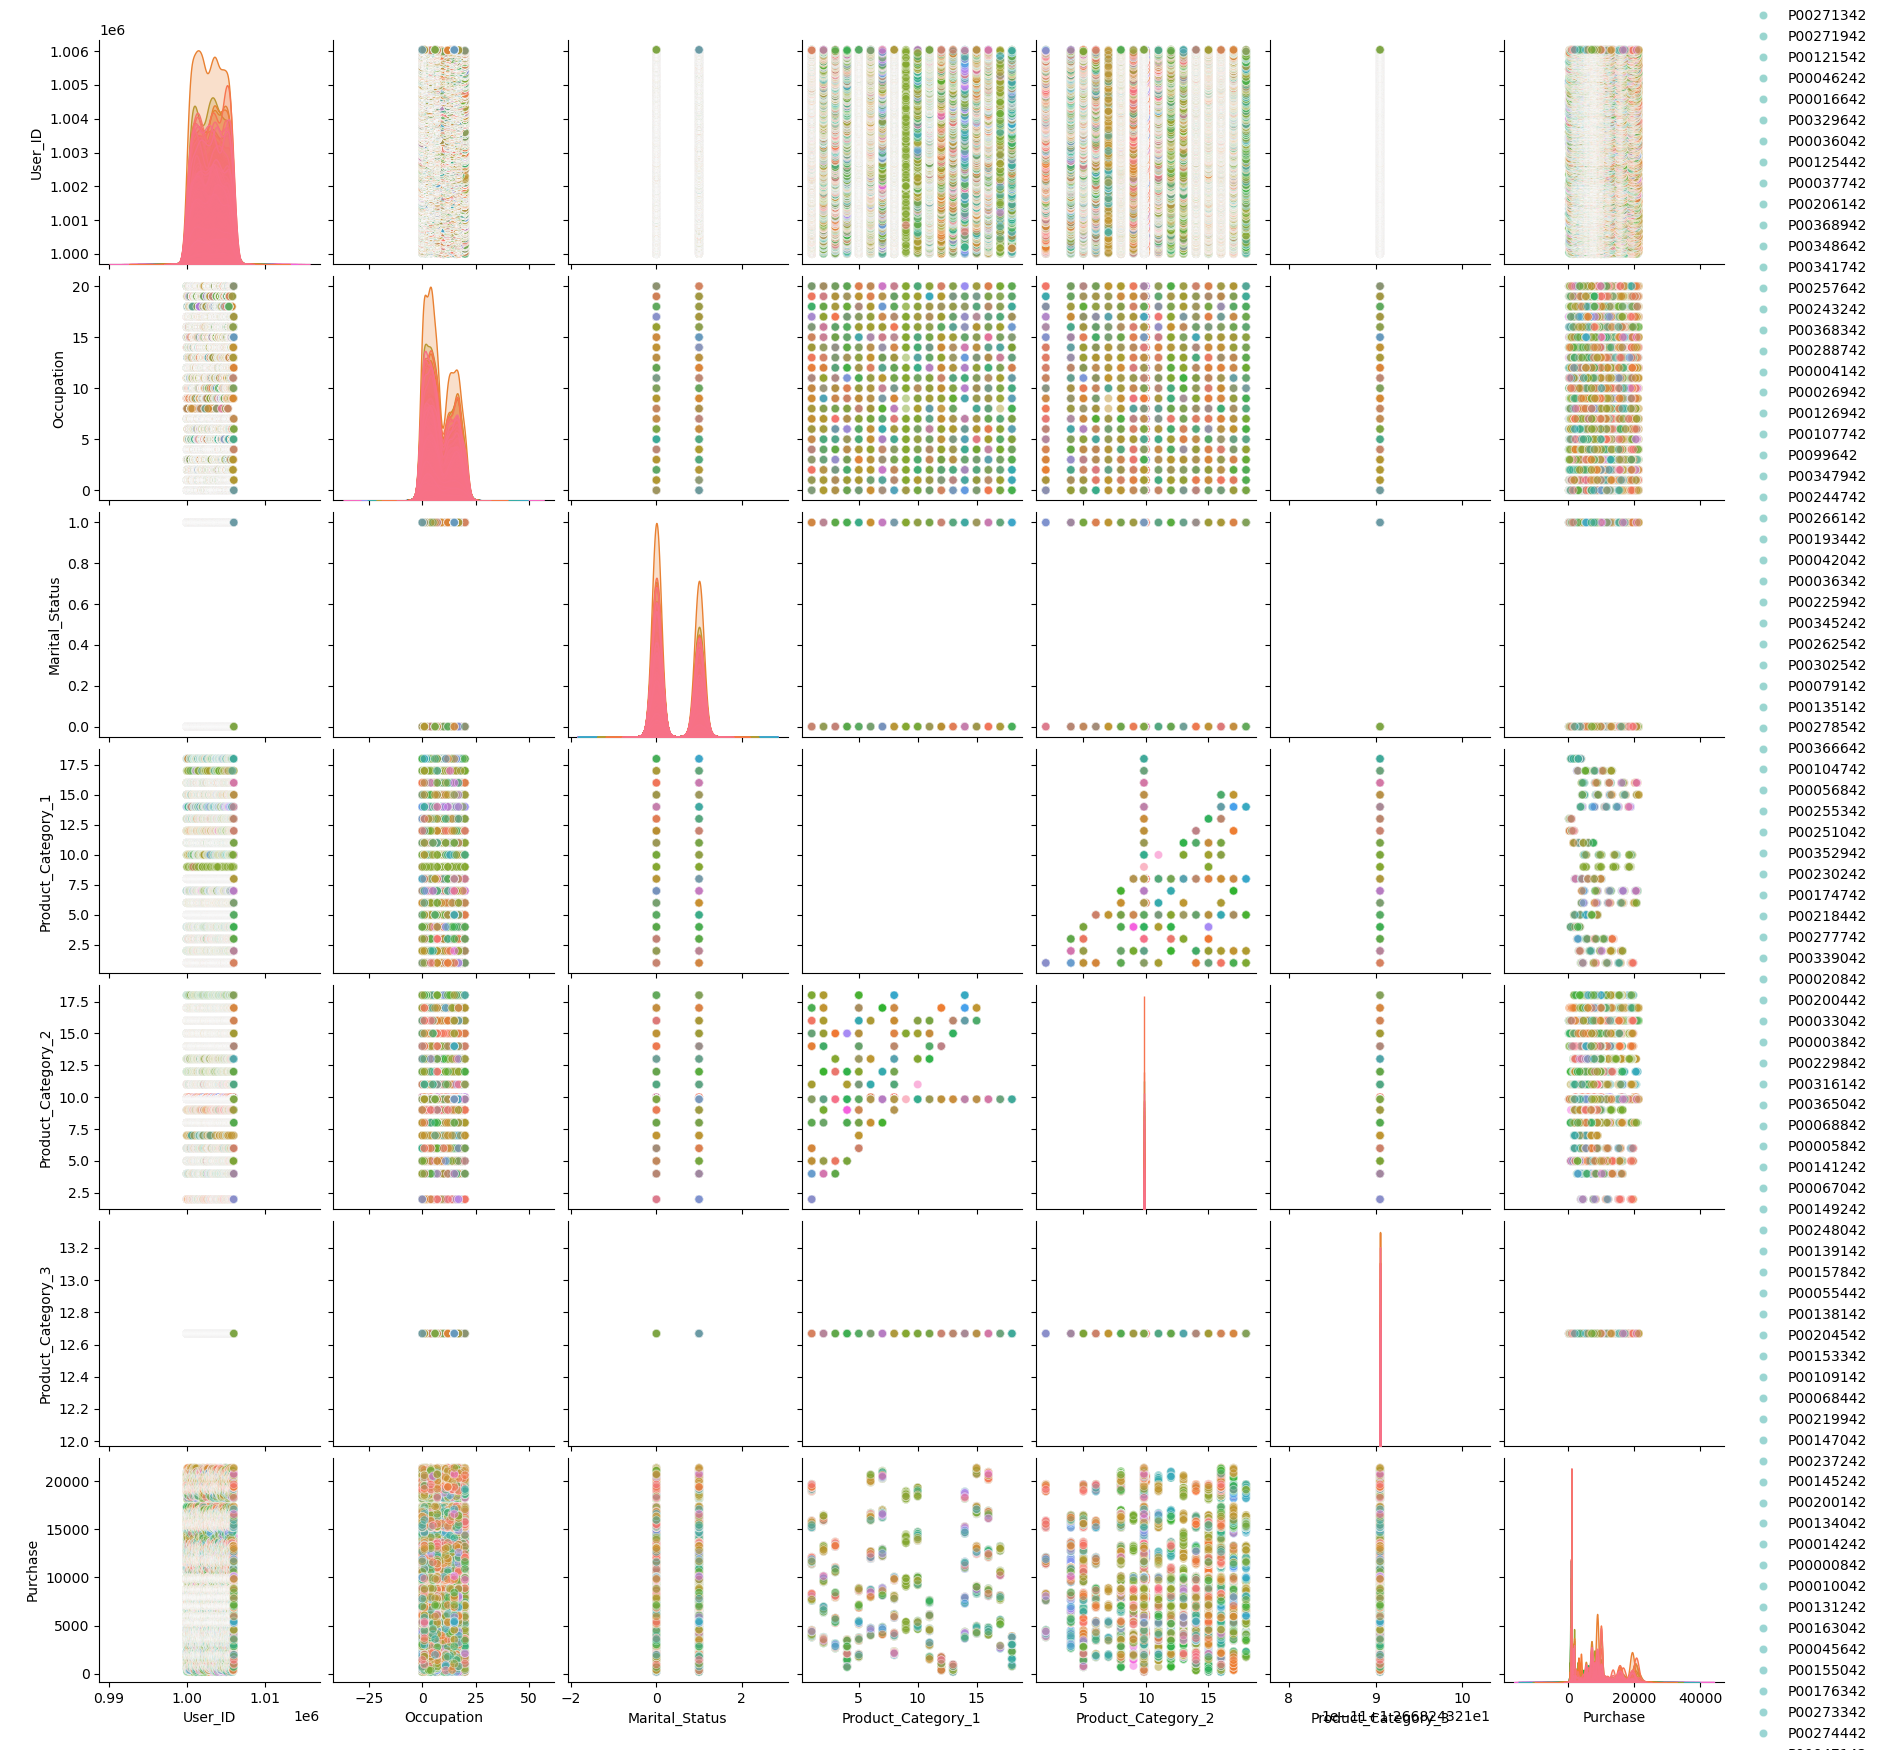 1e6
1.006
1.005
1.004
1.003
1.002
1.001
1.000
User_ID
20
15
10
5
0
Occupation
1.0
0.8
0.6
0.4
0.2
0.0
Marital_Status
17.5
15.0
12.5
10.0
7.5
5.0
2.5
Product_Category_1
17.5
15.0
12.5
10.0
7.5
5.0
2.5
Product_Category_2
13.2
13.0
12.8
12.6
12.4
12.2
12.0
Product_Category_3
20000
15000
10000
5000
0
Purchase
0.99 1.00 1.01
User_ID 1e6
−25 0 25 50
Occupation
−2 0 2
Marital_Status
5 10 15
Product_Category_1
5 10 15
Product_Category_2
8 9 10
Product_Category_3
0 20000 40000
Purchase
P00271342
P00271942
P00121542
P00046242
P00016642
P00329642
P00036042
P00125442
P00037742
P00206142
P00368942
P00348642
P00341742
P00257642
P00243242
P00368342
P00288742
P00004142
P00026942
P00126942
P00107742
P0099642
P00347942
P00244742
P00266142
P00193442
P00042042
P00036342
P00225942
P00345242
P00262542
P00302542
P00079142
P00135142
P00278542
P00366642
P00104742
P00056842
P00255342
P00251042
P00352942
P00230242
P00174742
P00218442
P00277742
P00339042
P00020842
P00200442
P00033042
P00003842
P00229842
P00316142
P00365042
P00068842
P00005842
P00141242
P00067042
P00149242
P00248042
P00139142
P00157842
P00055442
P00138142
P00204542
P00153342
P00109142
P00068442
P00219942
P00147042
P00237242
P00145242
P00200142
P00134042
P00014242
P00000842
P00010042
P00131242
P00163042
P00045642
P00155042
P00176342
P00273342
P00274442